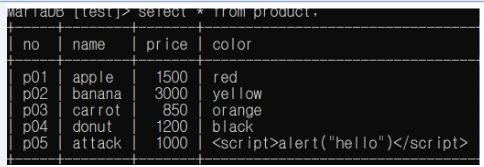 MariaDB [test]> select * from product;
no | name | price | color
p01 | apple | 1500 | red
p02 | banana | 3000 | yellow
p03 | carrot | 850 | orange
p04 | donut | 1200 | black
p05 | attack | 1000 | <script>alert("hello")</script>